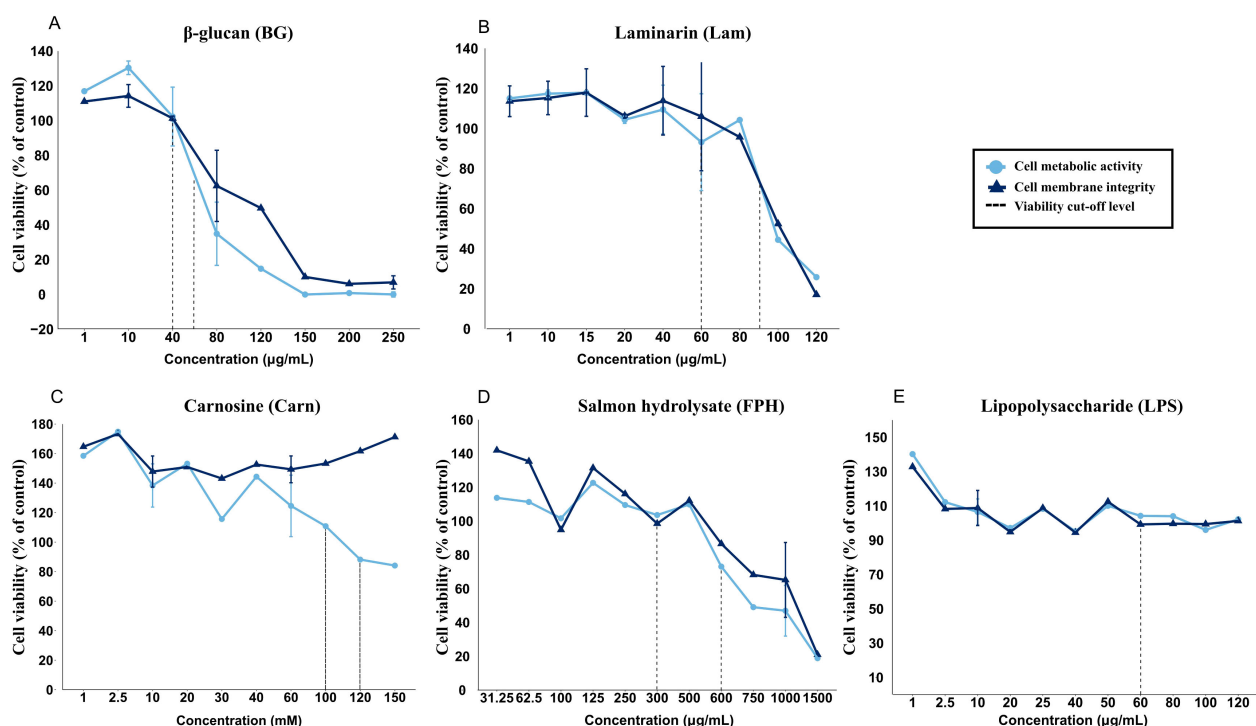 A
β-glucan (BG)
Cell viability (% of control)
140
120
100
80
60
40
20
0
−20
1 10 40 80 120 150 200 250
Concentration (µg/mL)
B
Laminarin (Lam)
Cell viability (% of control)
140
120
100
80
60
40
20
0
1 10 15 20 40 60 80 100 120
Concentration (µg/mL)
Cell metabolic activity
Cell membrane integrity
Viability cut-off level
C
Carnosine (Carn)
Cell viability (% of control)
180
160
140
120
100
80
60
40
20
0
1 2.5 10 20 30 40 60 100 120 150
Concentration (mM)
D
Salmon hydrolysate (FPH)
Cell viability (% of control)
160
140
120
100
80
60
40
20
0
31.25 62.5 100 125 250 300 500 600 750 1000 1500
Concentration (µg/mL)
E
Lipopolysaccharide (LPS)
Cell viability (% of control)
150
130
110
90
70
50
30
10
1 2.5 10 20 25 40 50 60 80 100 120
Concentration (µg/mL)